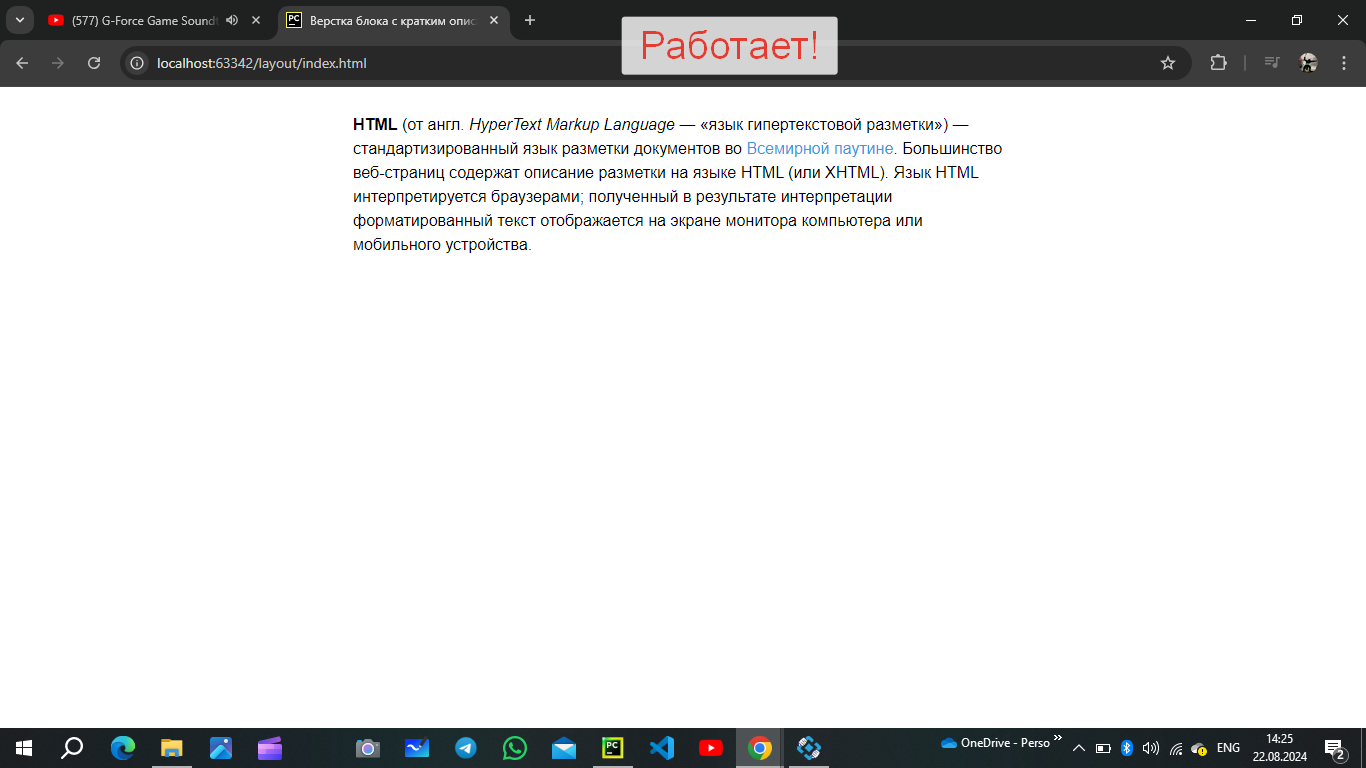 (577) G-Force Game Sound
Верстка блока с кратким опис
Работает!
localhost:63342/layout/index.html
HTML (от англ. HyperText Markup Language — «язык гипертекстовой разметки») —
стандартизированный язык разметки документов во Всемирной паутине. Большинство
веб-страниц содержат описание разметки на языке HTML (или XHTML). Язык HTML
интерпретируется браузерами; полученный в результате интерпретации
форматированный текст отображается на экране монитора компьютера или
мобильного устройства.
OneDrive - Perso
ENG
14:25
22.08.2024
2